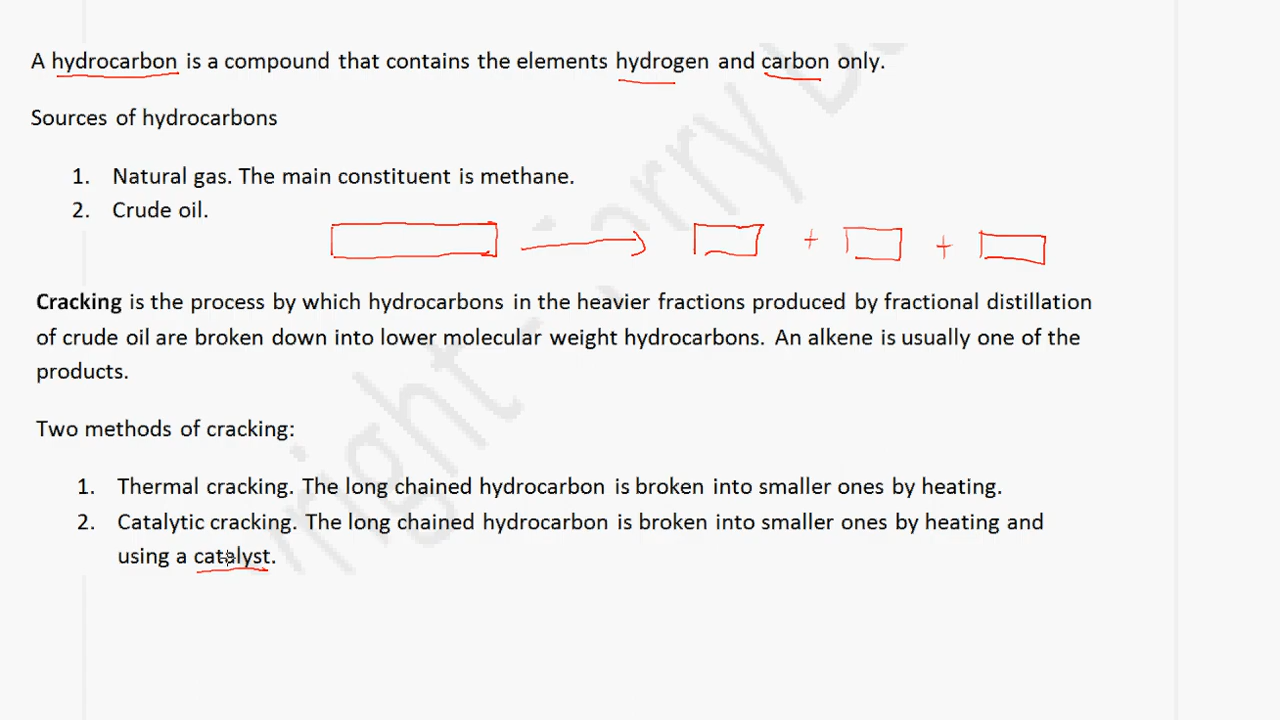 A hydrocarbon is a compound that contains the elements hydrogen and carbon only.
Sources of hydrocarbons
1. Natural gas. The main constituent is methane.
2. Crude oil.
+ +
Cracking is the process by which hydrocarbons in the heavier fractions produced by fractional distillation
of crude oil are broken down into lower molecular weight hydrocarbons. An alkene is usually one of the
products.
Two methods of cracking:
1. Thermal cracking. The long chained hydrocarbon is broken into smaller ones by heating.
2. Catalytic cracking. The long chained hydrocarbon is broken into smaller ones by heating and
using a catalyst.